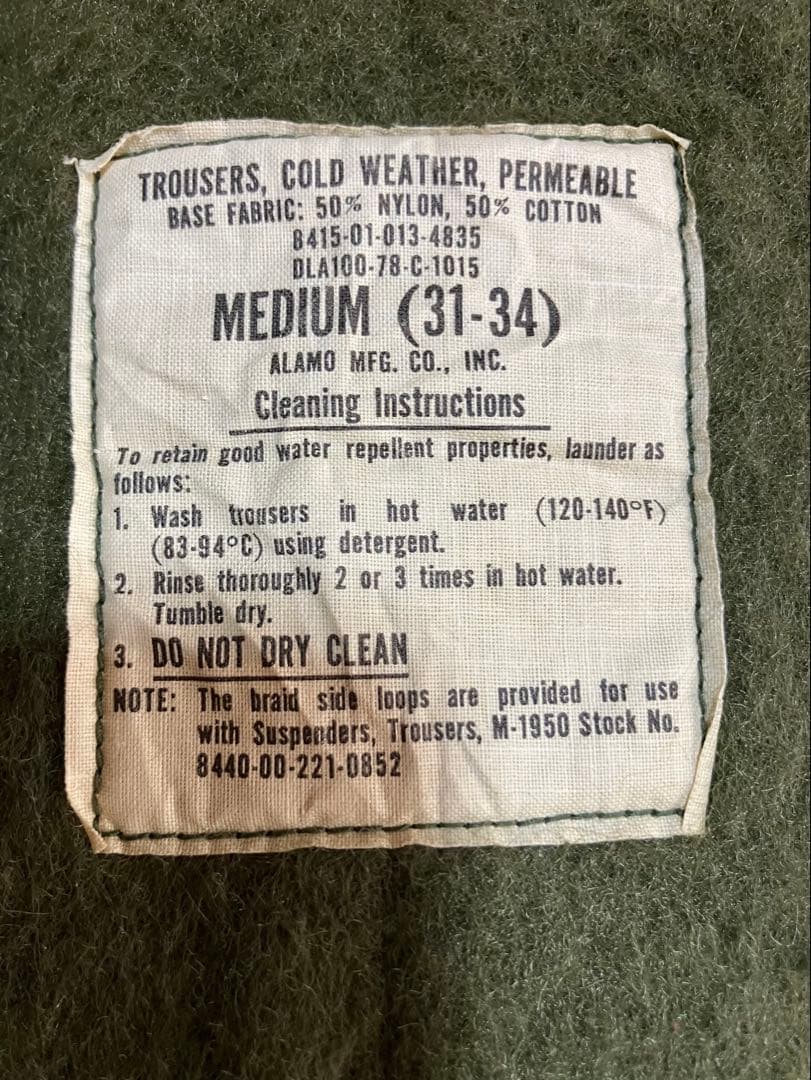 TROUSERS, COLD WEATHER, PERMEABLE
BASE FABRIC: 50% NYLON, 50% COTTON
8415-01-013-4835
DLA100-78-C-1015
MEDIUM (31-34)
ALAMO MFG. CO., INC.
Cleaning Instructions
To retain good water repellent properties, launder as
follows:
1. Wash trousers in hot water (120-140°F)
(83-94°C) using detergent.
2. Rinse thoroughly 2 or 3 times in hot water.
Tumble dry.
3. DO NOT DRY CLEAN
NOTE: The braid side loops are provided for use
with Suspenders, Trousers, M-1950 Stock No.
8440-00-221-0852